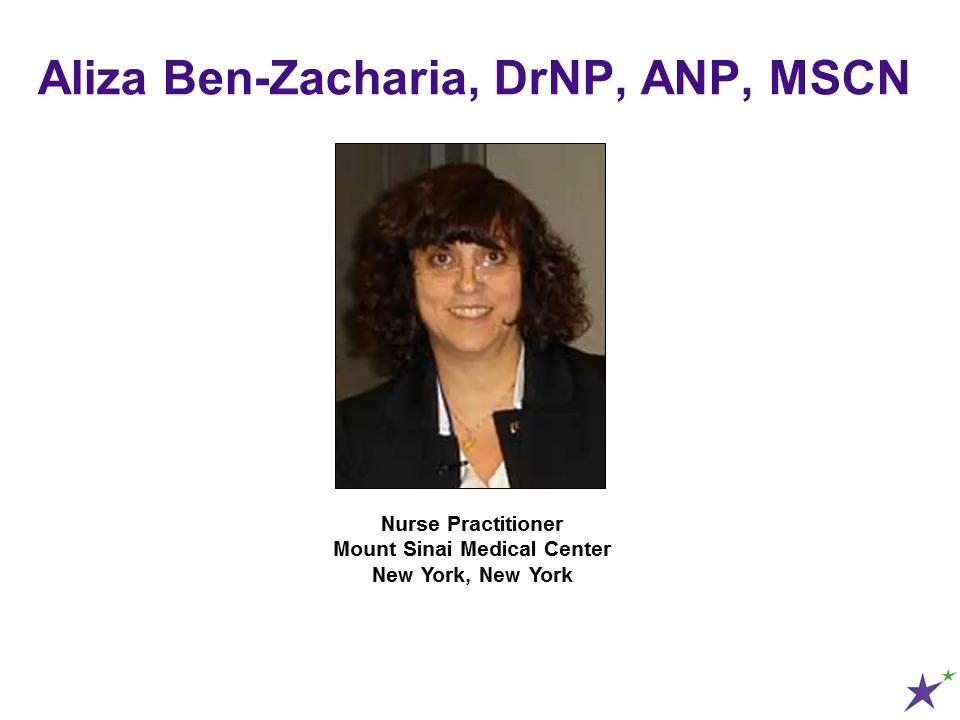 Aliza Ben-Zacharia, DrNP, ANP, MSCN
Nurse Practitioner
Mount Sinai Medical Center
New York, New York